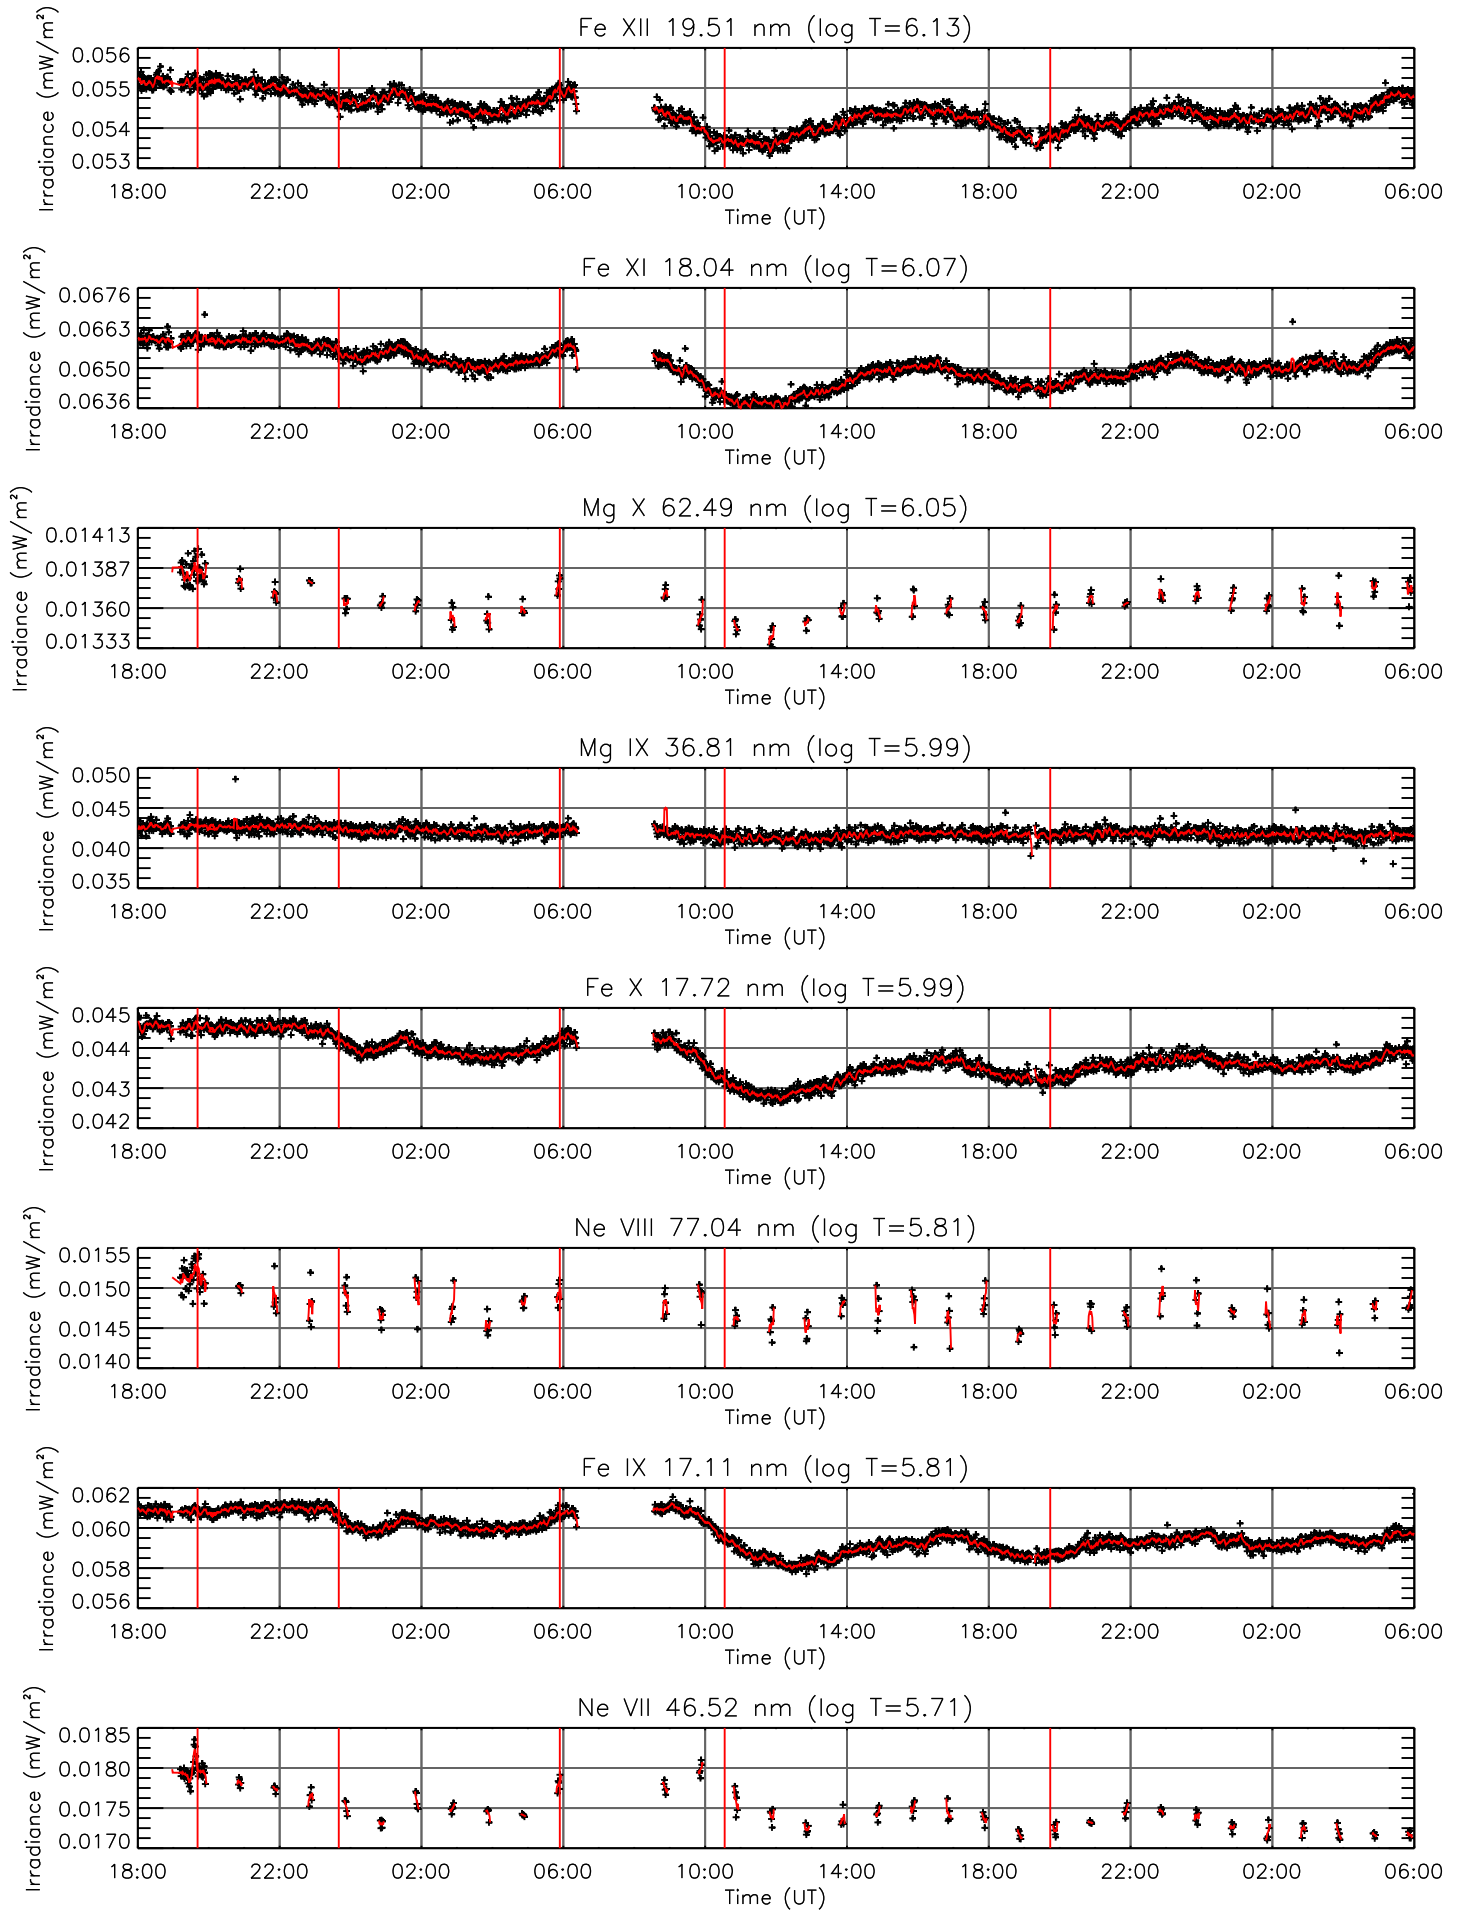 Fe XII 19.51 nm (log T=6.13)
Irradiance (mW/m²)
0.056
0.055
0.054
0.053
18:00 22:00 02:00 06:00 10:00 14:00 18:00 22:00 02:00 06:00
Time (UT)
Fe XI 18.04 nm (log T=6.07)
Irradiance (mW/m²)
0.0676
0.0663
0.0650
0.0636
18:00 22:00 02:00 06:00 10:00 14:00 18:00 22:00 02:00 06:00
Time (UT)
Mg X 62.49 nm (log T=6.05)
Irradiance (mW/m²)
0.01413
0.01387
0.01360
0.01333
18:00 22:00 02:00 06:00 10:00 14:00 18:00 22:00 02:00 06:00
Time (UT)
Mg IX 36.81 nm (log T=5.99)
Irradiance (mW/m²)
0.050
0.045
0.040
0.035
18:00 22:00 02:00 06:00 10:00 14:00 18:00 22:00 02:00 06:00
Time (UT)
Fe X 17.72 nm (log T=5.99)
Irradiance (mW/m²)
0.045
0.044
0.043
0.042
18:00 22:00 02:00 06:00 10:00 14:00 18:00 22:00 02:00 06:00
Time (UT)
Ne VIII 77.04 nm (log T=5.81)
Irradiance (mW/m²)
0.0155
0.0150
0.0145
0.0140
18:00 22:00 02:00 06:00 10:00 14:00 18:00 22:00 02:00 06:00
Time (UT)
Fe IX 17.11 nm (log T=5.81)
Irradiance (mW/m²)
0.062
0.060
0.058
0.056
18:00 22:00 02:00 06:00 10:00 14:00 18:00 22:00 02:00 06:00
Time (UT)
Ne VII 46.52 nm (log T=5.71)
Irradiance (mW/m²)
0.0185
0.0180
0.0175
0.0170
18:00 22:00 02:00 06:00 10:00 14:00 18:00 22:00 02:00 06:00
Time (UT)